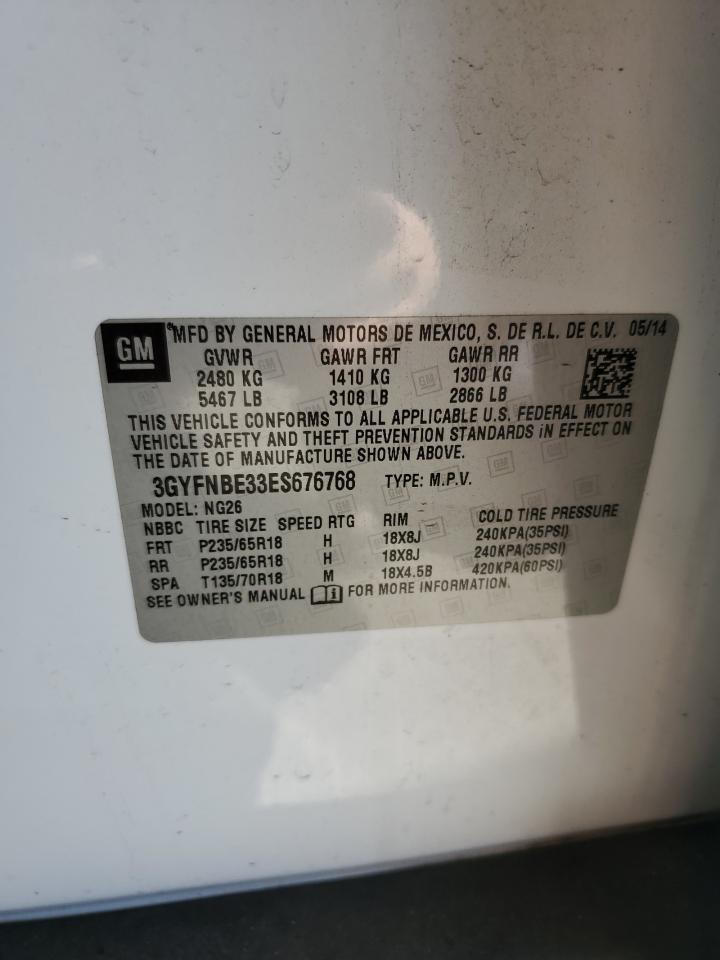 GM ®MFD BY GENERAL MOTORS DE MEXICO, S. DE R.L. DE C.V. 05/14
GVWR GAWR FRT GAWR RR
2480 KG 1410 KG 1300 KG
5467 LB 3108 LB 2866 LB
THIS VEHICLE CONFORMS TO ALL APPLICABLE U.S. FEDERAL MOTOR
VEHICLE SAFETY AND THEFT PREVENTION STANDARDS iN EFFECT ON
THE DATE OF MANUFACTURE SHOWN ABOVE.
3GYFNBE33ES676768 TYPE: M.P.V.
MODEL: NG26
NBBC TIRE SIZE SPEED RTG RIM COLD TIRE PRESSURE
FRT P235/65R18 H 18X8J 240KPA(35PSI)
RR P235/65R18 H 18X8J 240KPA(35PSI)
SPA T135/70R18 M 18X4.5B 420KPA(60PSI)
SEE OWNER'S MANUAL i FOR MORE INFORMATION.